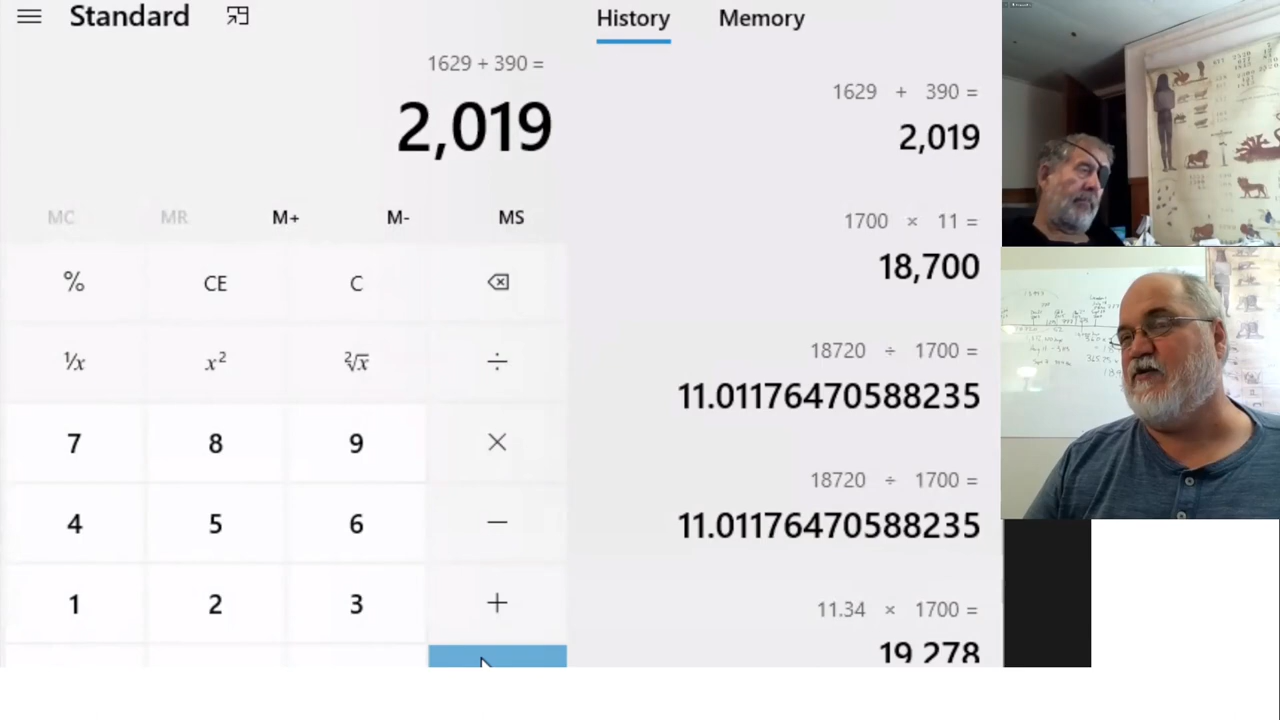 Standard
1629 + 390 =
2,019
MC MR M+ M- MS
% CE C
¹/x x² ²√x ÷
7 8 9 ×
4 5 6 −
1 2 3 +
History Memory
1629 + 390 =
2,019
1700 × 11 =
18,700
18720 ÷ 1700 =
11.01176470588235
18720 ÷ 1700 =
11.01176470588235
11.34 × 1700 =
19,278